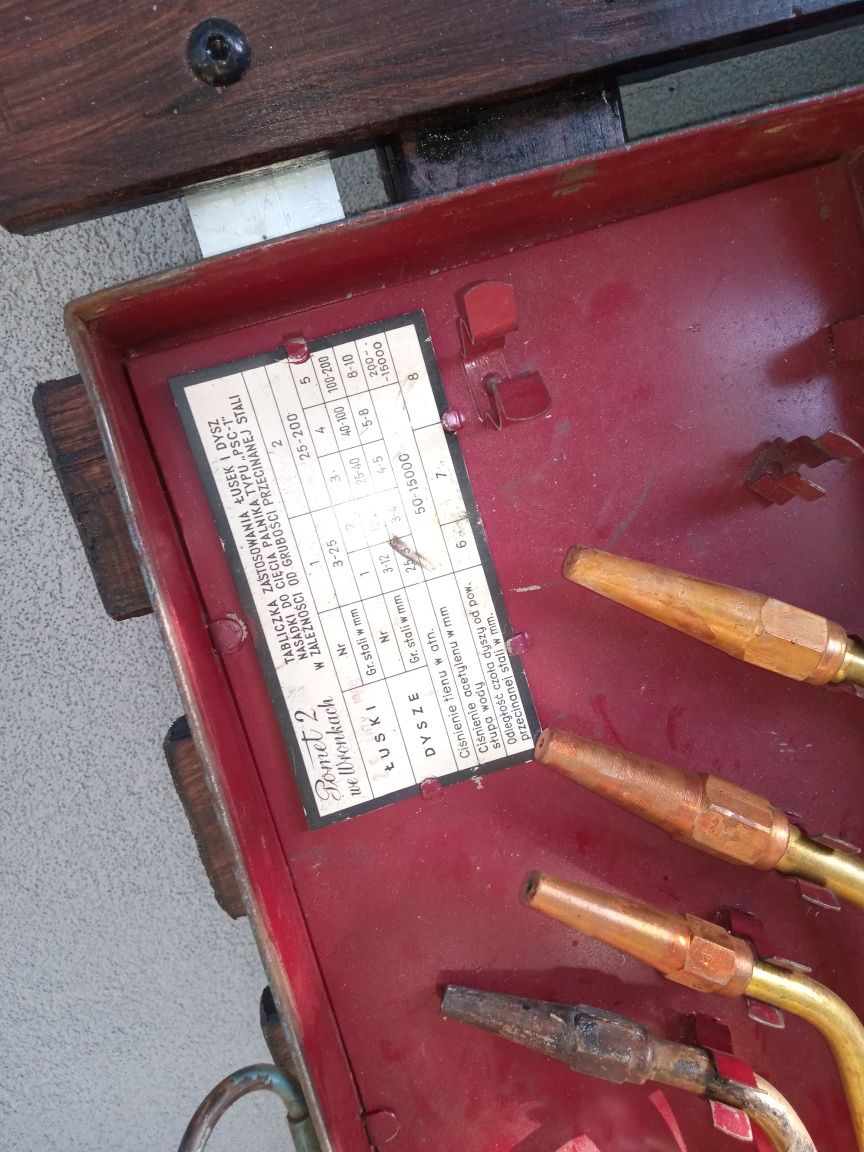 Pomet 2
we Wronkach
TABLICZKA ZASTOSOWANIA ŁUSEK I DYSZ
NASADKI DO CIĘCIA PALNIKA TYPU „PSC-1"
W ZALEŻNOŚCI OD GRUBOŚCI PRZECINANEJ STALI
ŁUSKI Nr 1 2
Gr. stali w mm 3-25 25-200
DYSZE Nr 1 2 3 4 5
Gr. stali w mm 3-12 25-40 40-100 100-200
Ciśnienie tlenu w atn. 3-4 4-5 5-8 8-10
Ciśnienie acetylenu w mm
słupa wody 50-15000 200-
-15000
Odległość czoła dyszy od pow.
przecinanej stali w mm. 6 7 8